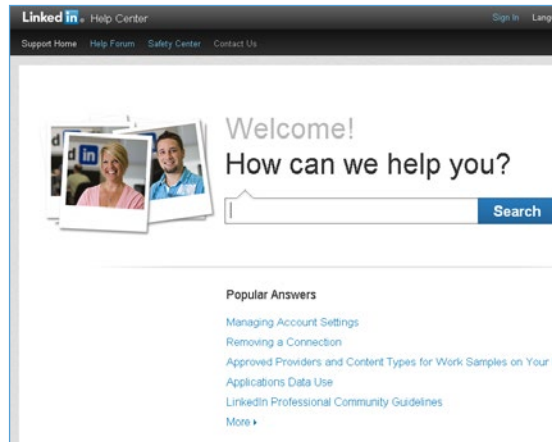 Linked in® Help Center
Sign In Lang
Support Home Help Forum Safety Center Contact Us
d in
Welcome!
How can we help you?
Search
Popular Answers
Managing Account Settings
Removing a Connection
Approved Providers and Content Types for Work Samples on Your
Applications Data Use
LinkedIn Professional Community Guidelines
More